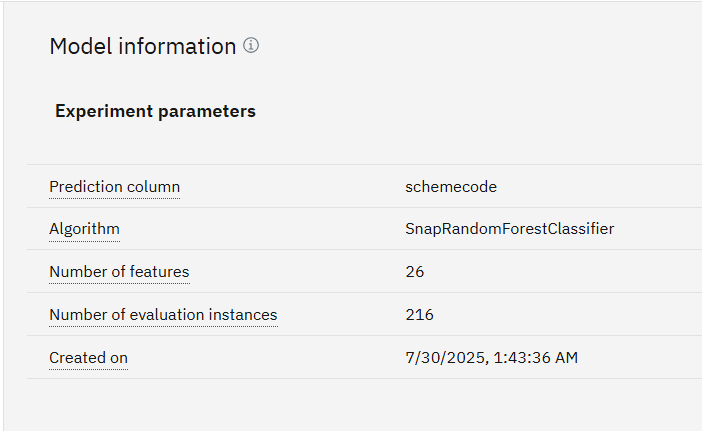 Model information
Experiment parameters
Prediction column schemecode
Algorithm SnapRandomForestClassifier
Number of features 26
Number of evaluation instances 216
Created on 7/30/2025, 1:43:36 AM